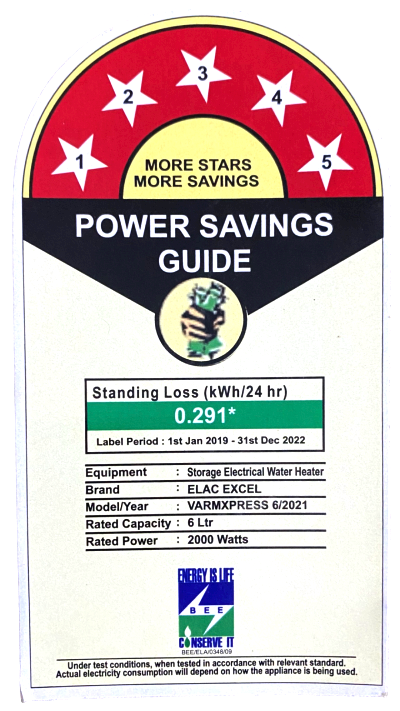 1 2 3 4 5
MORE STARS
MORE SAVINGS
POWER SAVINGS
GUIDE
Standing Loss (kWh/24 hr)
0.291*
Label Period : 1st Jan 2019 - 31st Dec 2022
Equipment : Storage Electrical Water Heater
Brand : ELAC EXCEL
Model/Year : VARMXPRESS 6/2021
Rated Capacity : 6 Ltr
Rated Power : 2000 Watts
ENERGY IS LIFE
BEE
CONSERVE IT
BEE/ELA/0348/09
Under test conditions, when tested in accordance with relevant standard.
Actual electricity consumption will depend on how the appliance is being used.